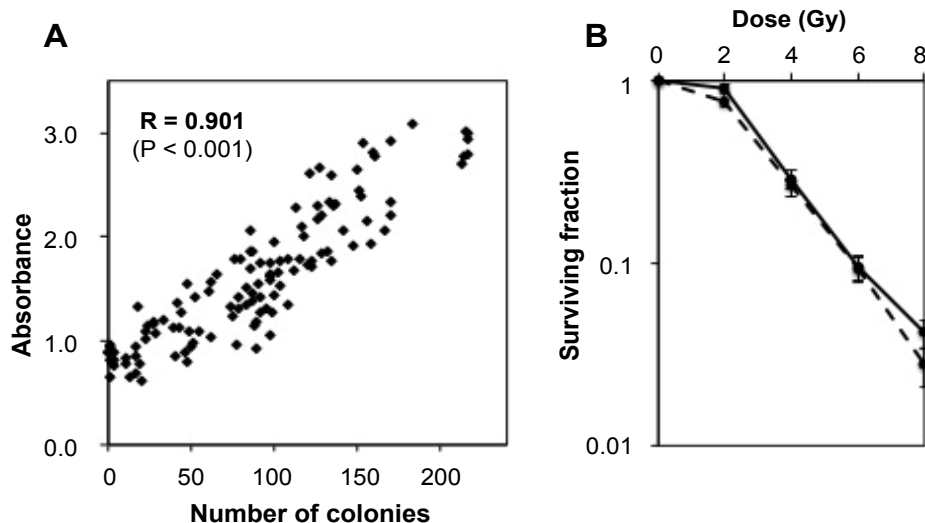 A
R = 0.901
(P < 0.001)
3.0
2.0
1.0
0.0
Absorbance
0 50 100 150 200
Number of colonies
B
Dose (Gy)
0 2 4 6 8
1
0.1
0.01
Surviving fraction